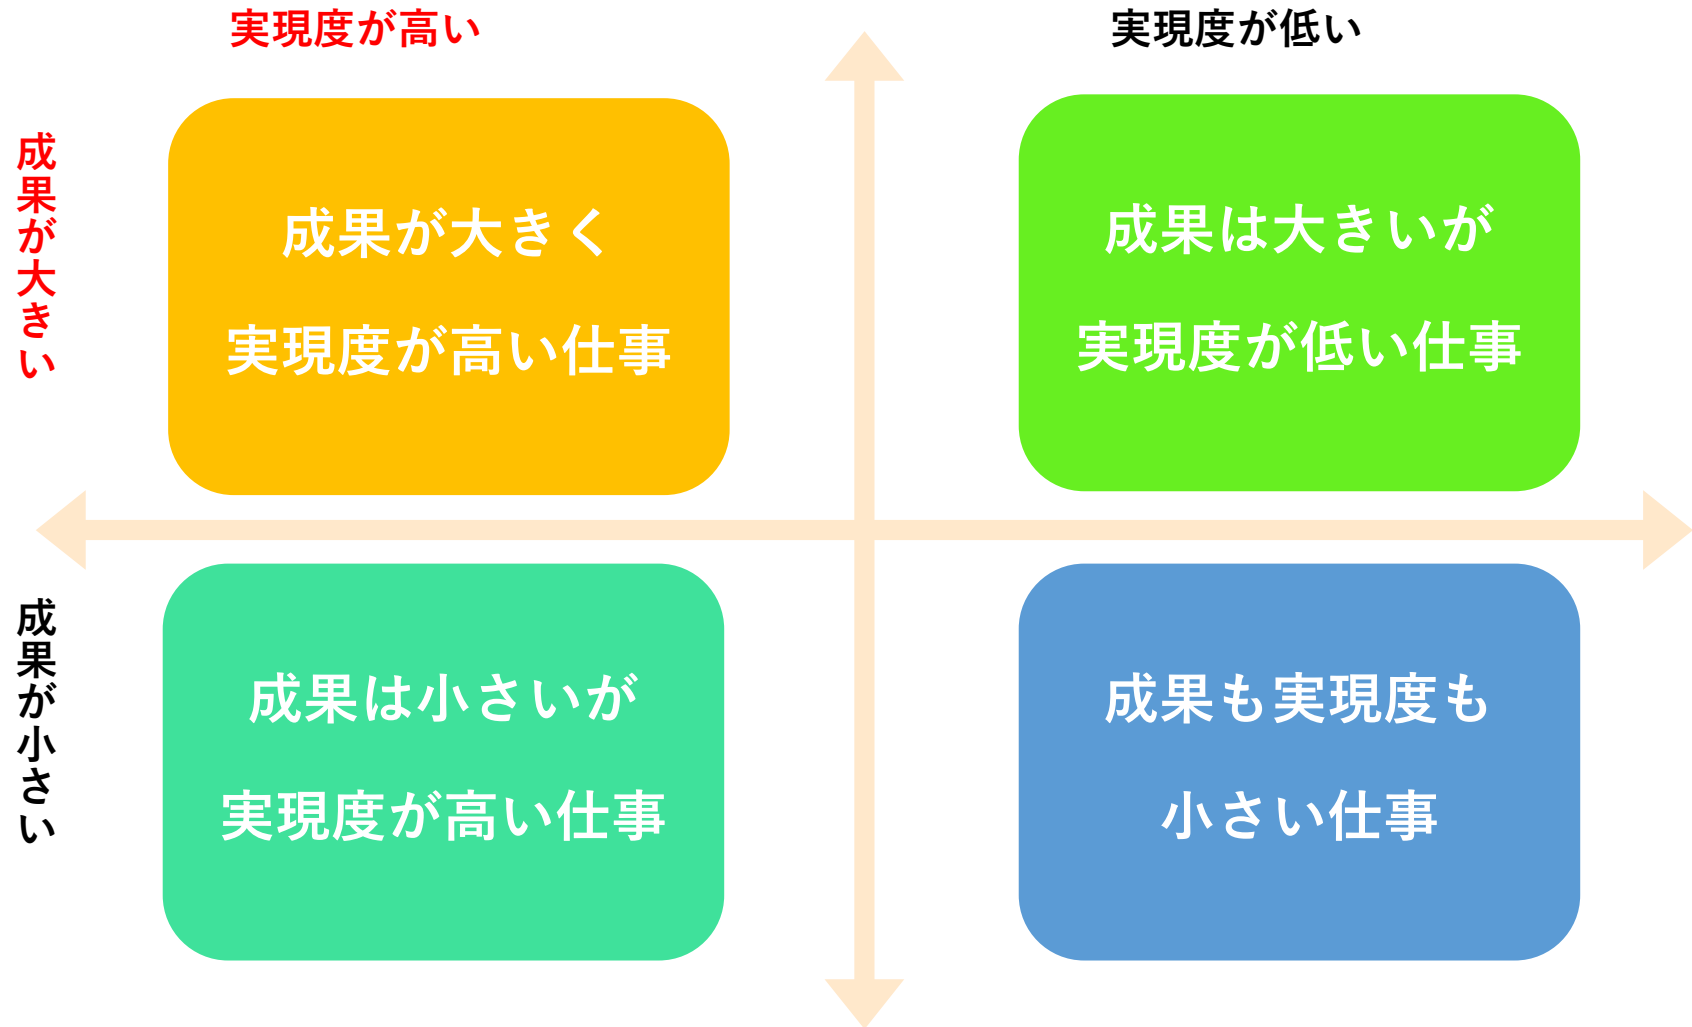 実現度が高い
実現度が低い
成果が大きい
成果が大きく
実現度が高い仕事
成果は大きいが
実現度が低い仕事
成果が小さい
成果は小さいが
実現度が高い仕事
成果も実現度も
小さい仕事